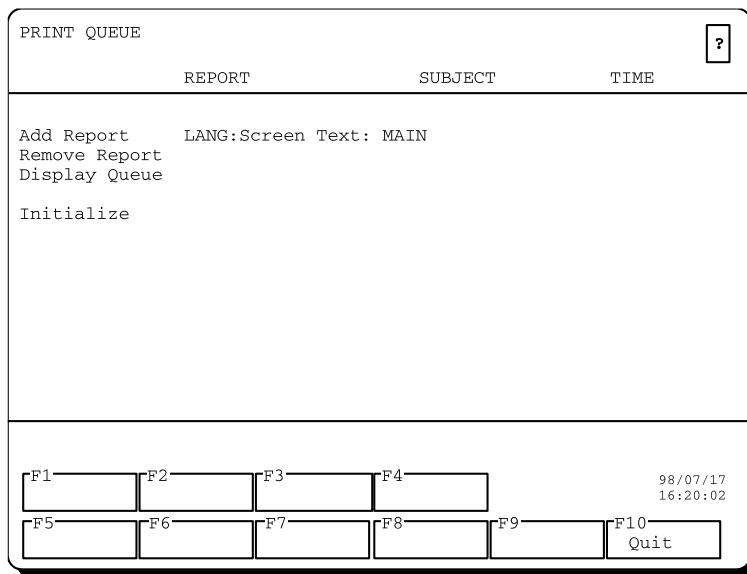 PRINT QUEUE
?
REPORT SUBJECT TIME
Add Report LANG:Screen Text: MAIN
Remove Report
Display Queue
Initialize
F1 F2 F3 F4
98/07/17
16:20:02
F5 F6 F7 F8 F9 F10
Quit